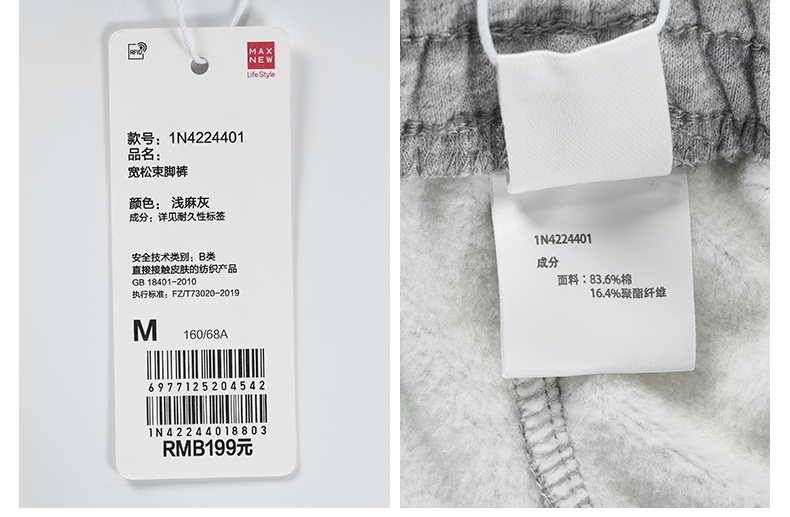 RFID
MAX
NEW
Life Style
款号：1N4224401
品名：
宽松束脚裤
颜色： 浅麻灰
成分：详见耐久性标签
安全技术类别：B类
直接接触皮肤的纺织产品
GB 18401-2010
执行标准：FZ/T73020-2019
M 160/68A
6977125204542
1N42244018803
RMB199元
1N4224401
成分
面料：83.6%棉
16.4%聚酯纤维